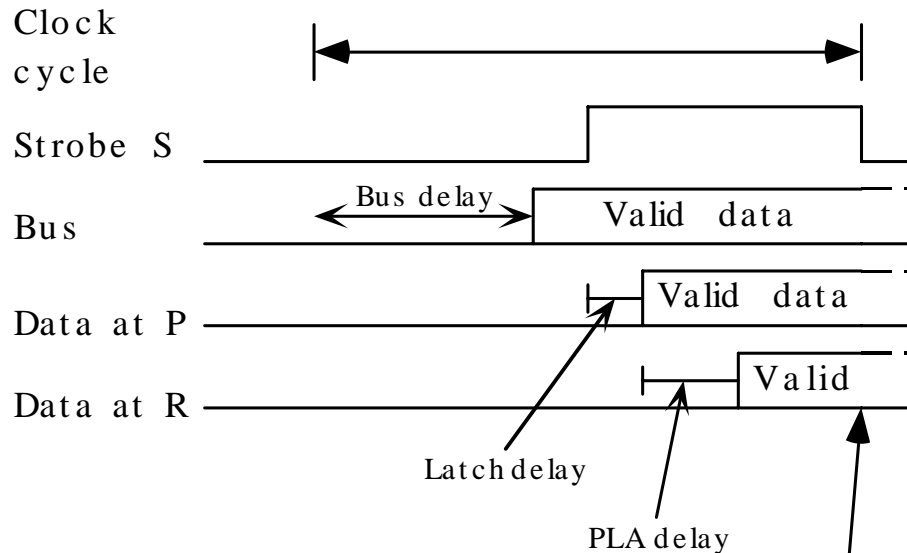 Clock
cycle
Strobe S
Bus delay
Bus
Valid data
Data at P
Valid data
Data at R
Valid
Latch delay
PLA delay